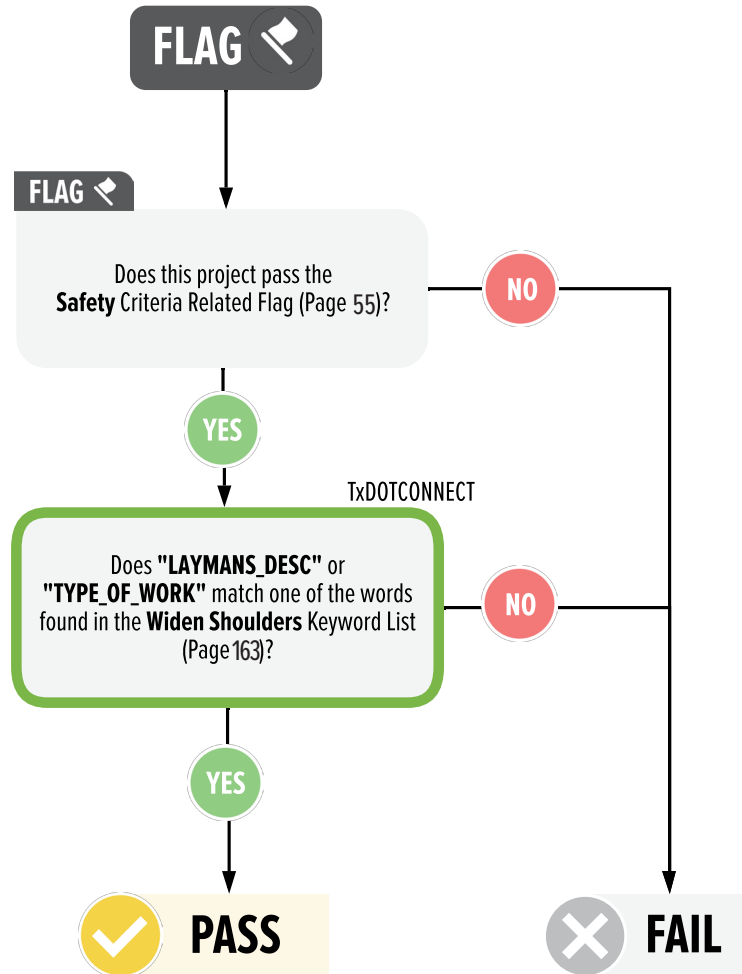 FLAG
FLAG
Does this project pass the
Safety Criteria Related Flag (Page 55)?
NO
YES
TxDOTCONNECT
Does "LAYMANS_DESC" or
"TYPE_OF_WORK" match one of the words
found in the Widen Shoulders Keyword List
(Page 163)?
NO
YES
PASS
FAIL